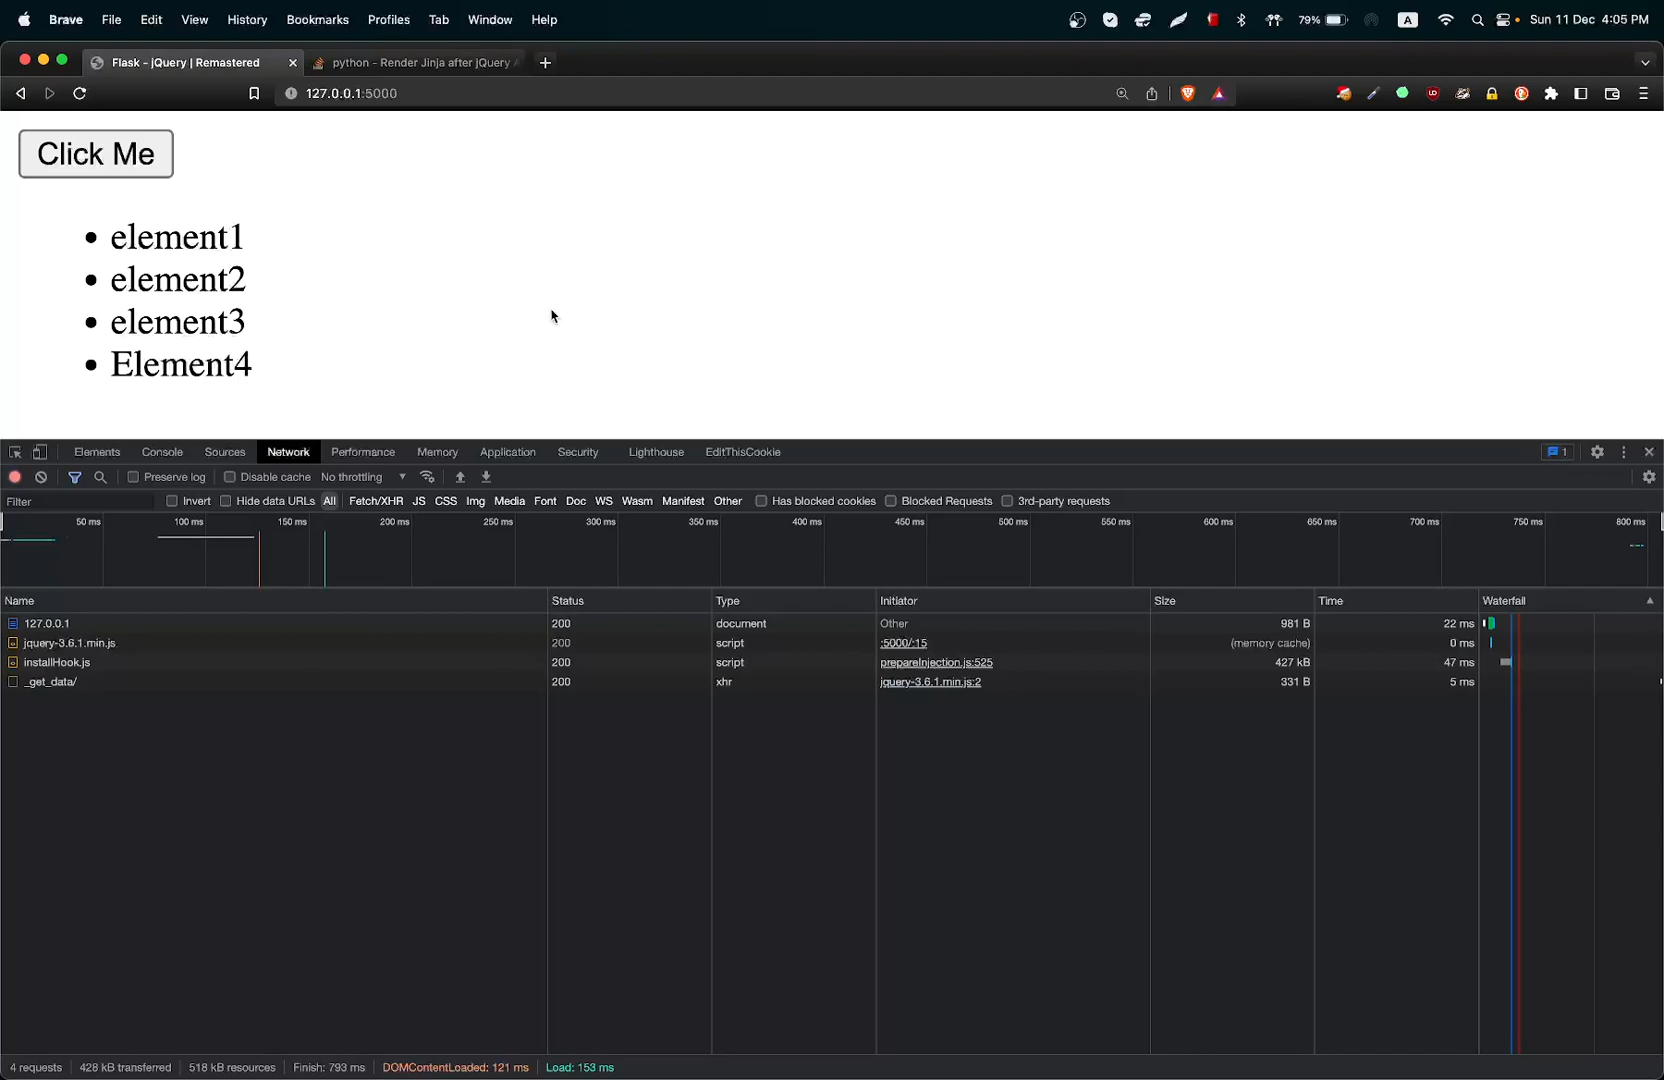 Brave File Edit View History Bookmarks Profiles Tab Window Help 79% A Sun 11 Dec 4:05 PM
Flask - jQuery | Remastered python - Render Jinja after jQuery
127.0.0.1:5000
Click Me
• element1
• element2
• element3
• Element4
Elements Console Sources Network Performance Memory Application Security Lighthouse EditThisCookie 1
Preserve log Disable cache No throttling
Filter Invert Hide data URLs All Fetch/XHR JS CSS Img Media Font Doc WS Wasm Manifest Other Has blocked cookies Blocked Requests 3rd-party requests
50 ms 100 ms 150 ms 200 ms 250 ms 300 ms 350 ms 400 ms 450 ms 500 ms 550 ms 600 ms 650 ms 700 ms 750 ms 800 ms
Name Status Type Initiator Size Time Waterfall
127.0.0.1 200 document Other 981 B 22 ms
jquery-3.6.1.min.js 200 script :5000/:15 (memory cache) 0 ms
installHook.js 200 script prepareInjection.js:525 427 kB 47 ms
_get_data/ 200 xhr jquery-3.6.1.min.js:2 331 B 5 ms
4 requests 428 kB transferred 518 kB resources Finish: 793 ms DOMContentLoaded: 121 ms Load: 153 ms